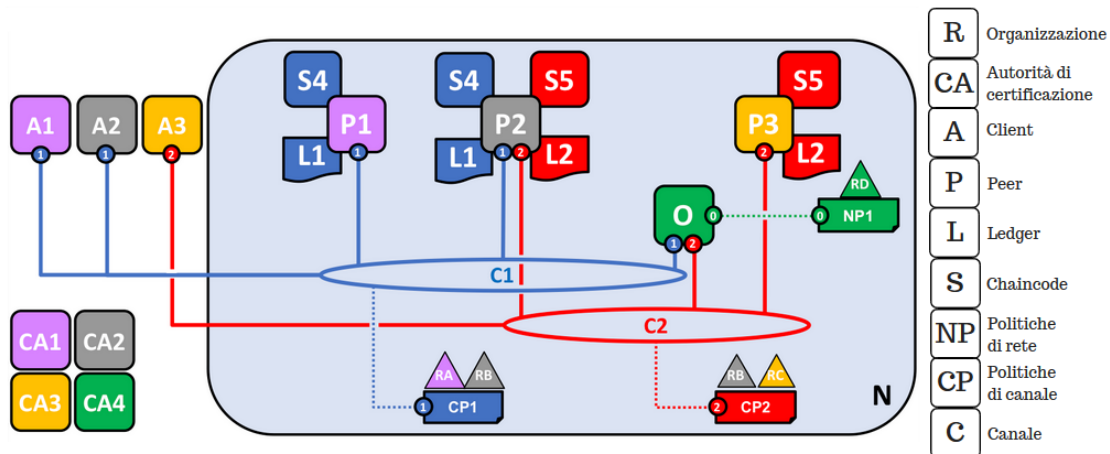 S4
S4
S5
S5
A1
A2
A3
P1
P2
P3
1
1
2
1
1
2
2
L1
L1
L2
L2
RD
O
0
0
NP1
1
2
C1
C2
CA1
CA2
CA3
CA4
RA
RB
RB
RC
1
CP1
2
CP2
N
R
Organizzazione
CA
Autorità di
certificazione
A
Client
P
Peer
L
Ledger
S
Chaincode
NP
Politiche
di rete
CP
Politiche
di canale
C
Canale